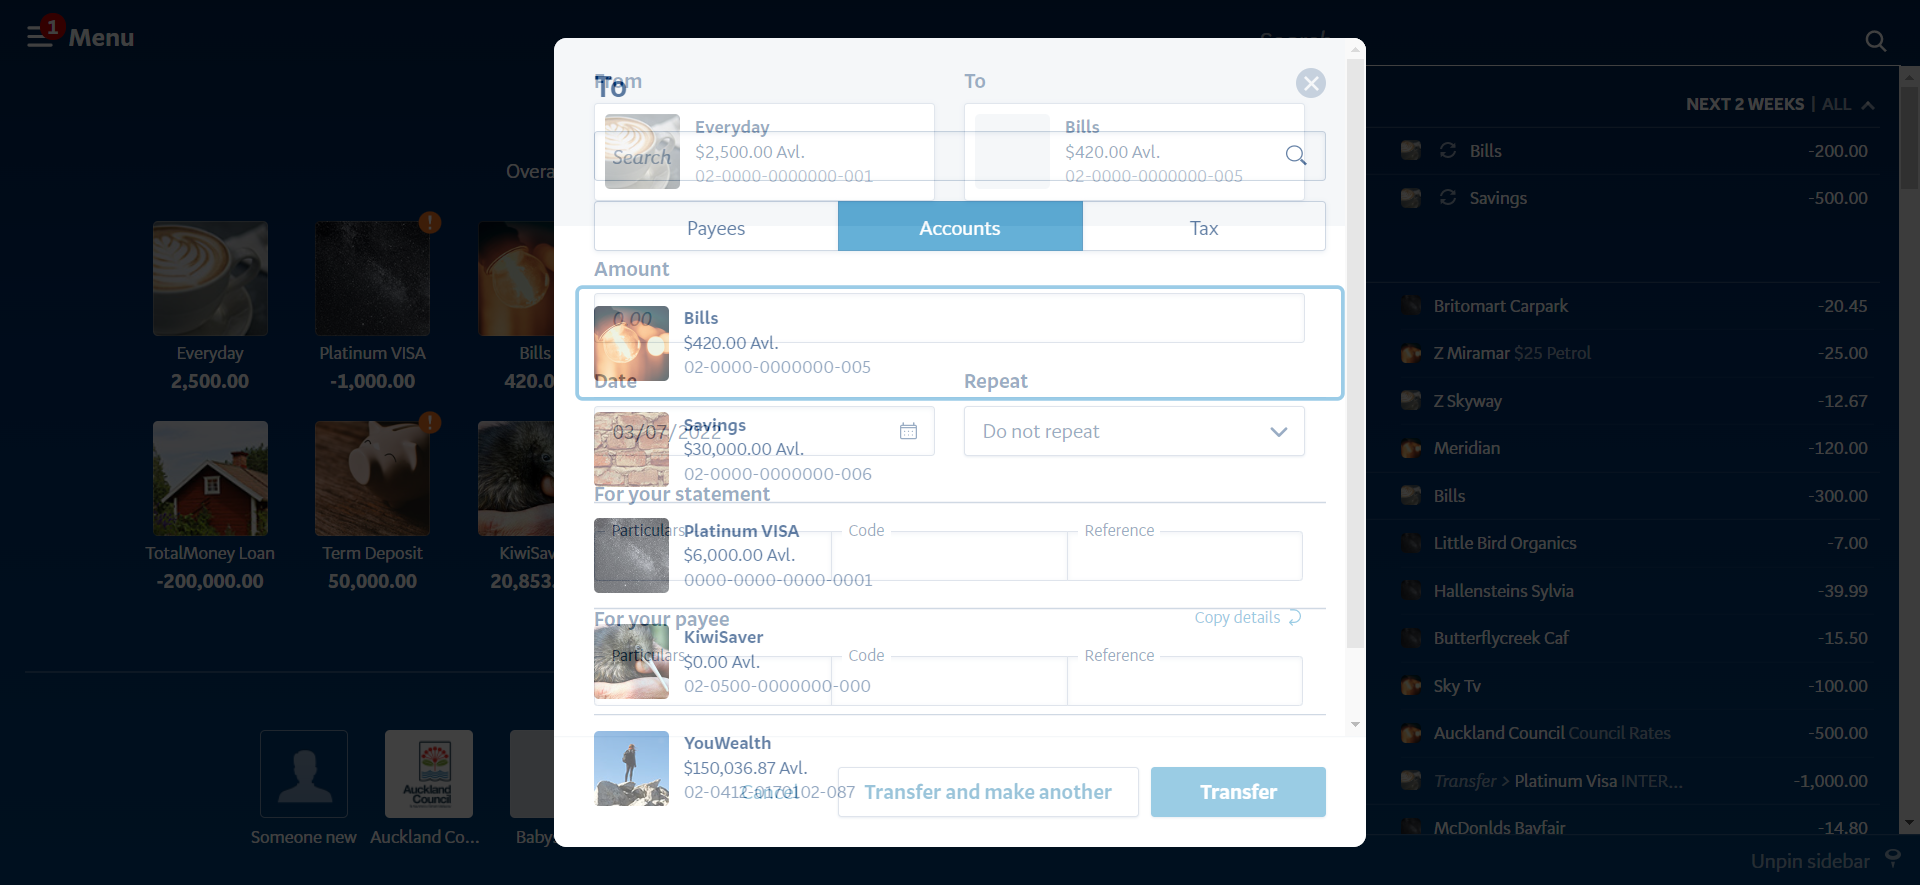 1
Menu
Search
NEXT 2 WEEKS | ALL
Bills -200.00
Savings -500.00
Overa
!
Everyday
2,500.00
Platinum VISA
-1,000.00
Bills
420.0
!
TotalMoney Loan
-200,000.00
Term Deposit
50,000.00
KiwiSav
20,853.
Someone new
Auckland Council
Auckland Co...
Baby
From
To
To
Everyday
$2,500.00 Avl.
02-0000-0000000-001
Bills
$420.00 Avl.
02-0000-0000000-005
Search
Payees
Accounts
Tax
Amount
0.00
Bills
$420.00 Avl.
02-0000-0000000-005
Date
Repeat
03/07/2022
Do not repeat
Savings
$30,000.00 Avl.
02-0000-0000000-006
For your statement
Particulars
Code
Reference
Platinum VISA
$6,000.00 Avl.
0000-0000-0000-0001
For your payee
Copy details
Particulars
Code
Reference
KiwiSaver
$0.00 Avl.
02-0500-0000000-000
YouWealth
$150,036.87 Avl.
02-0412-0170102-087
Cancel
Transfer and make another
Transfer
Britomart Carpark -20.45
Z Miramar $25 Petrol -25.00
Z Skyway -12.67
Meridian -120.00
Bills -300.00
Little Bird Organics -7.00
Hallensteins Sylvia -39.99
Butterflycreek Caf -15.50
Sky Tv -100.00
Auckland Council Council Rates -500.00
Transfer > Platinum Visa INTER... -1,000.00
McDonlds Bayfair -14.80
Unpin sidebar